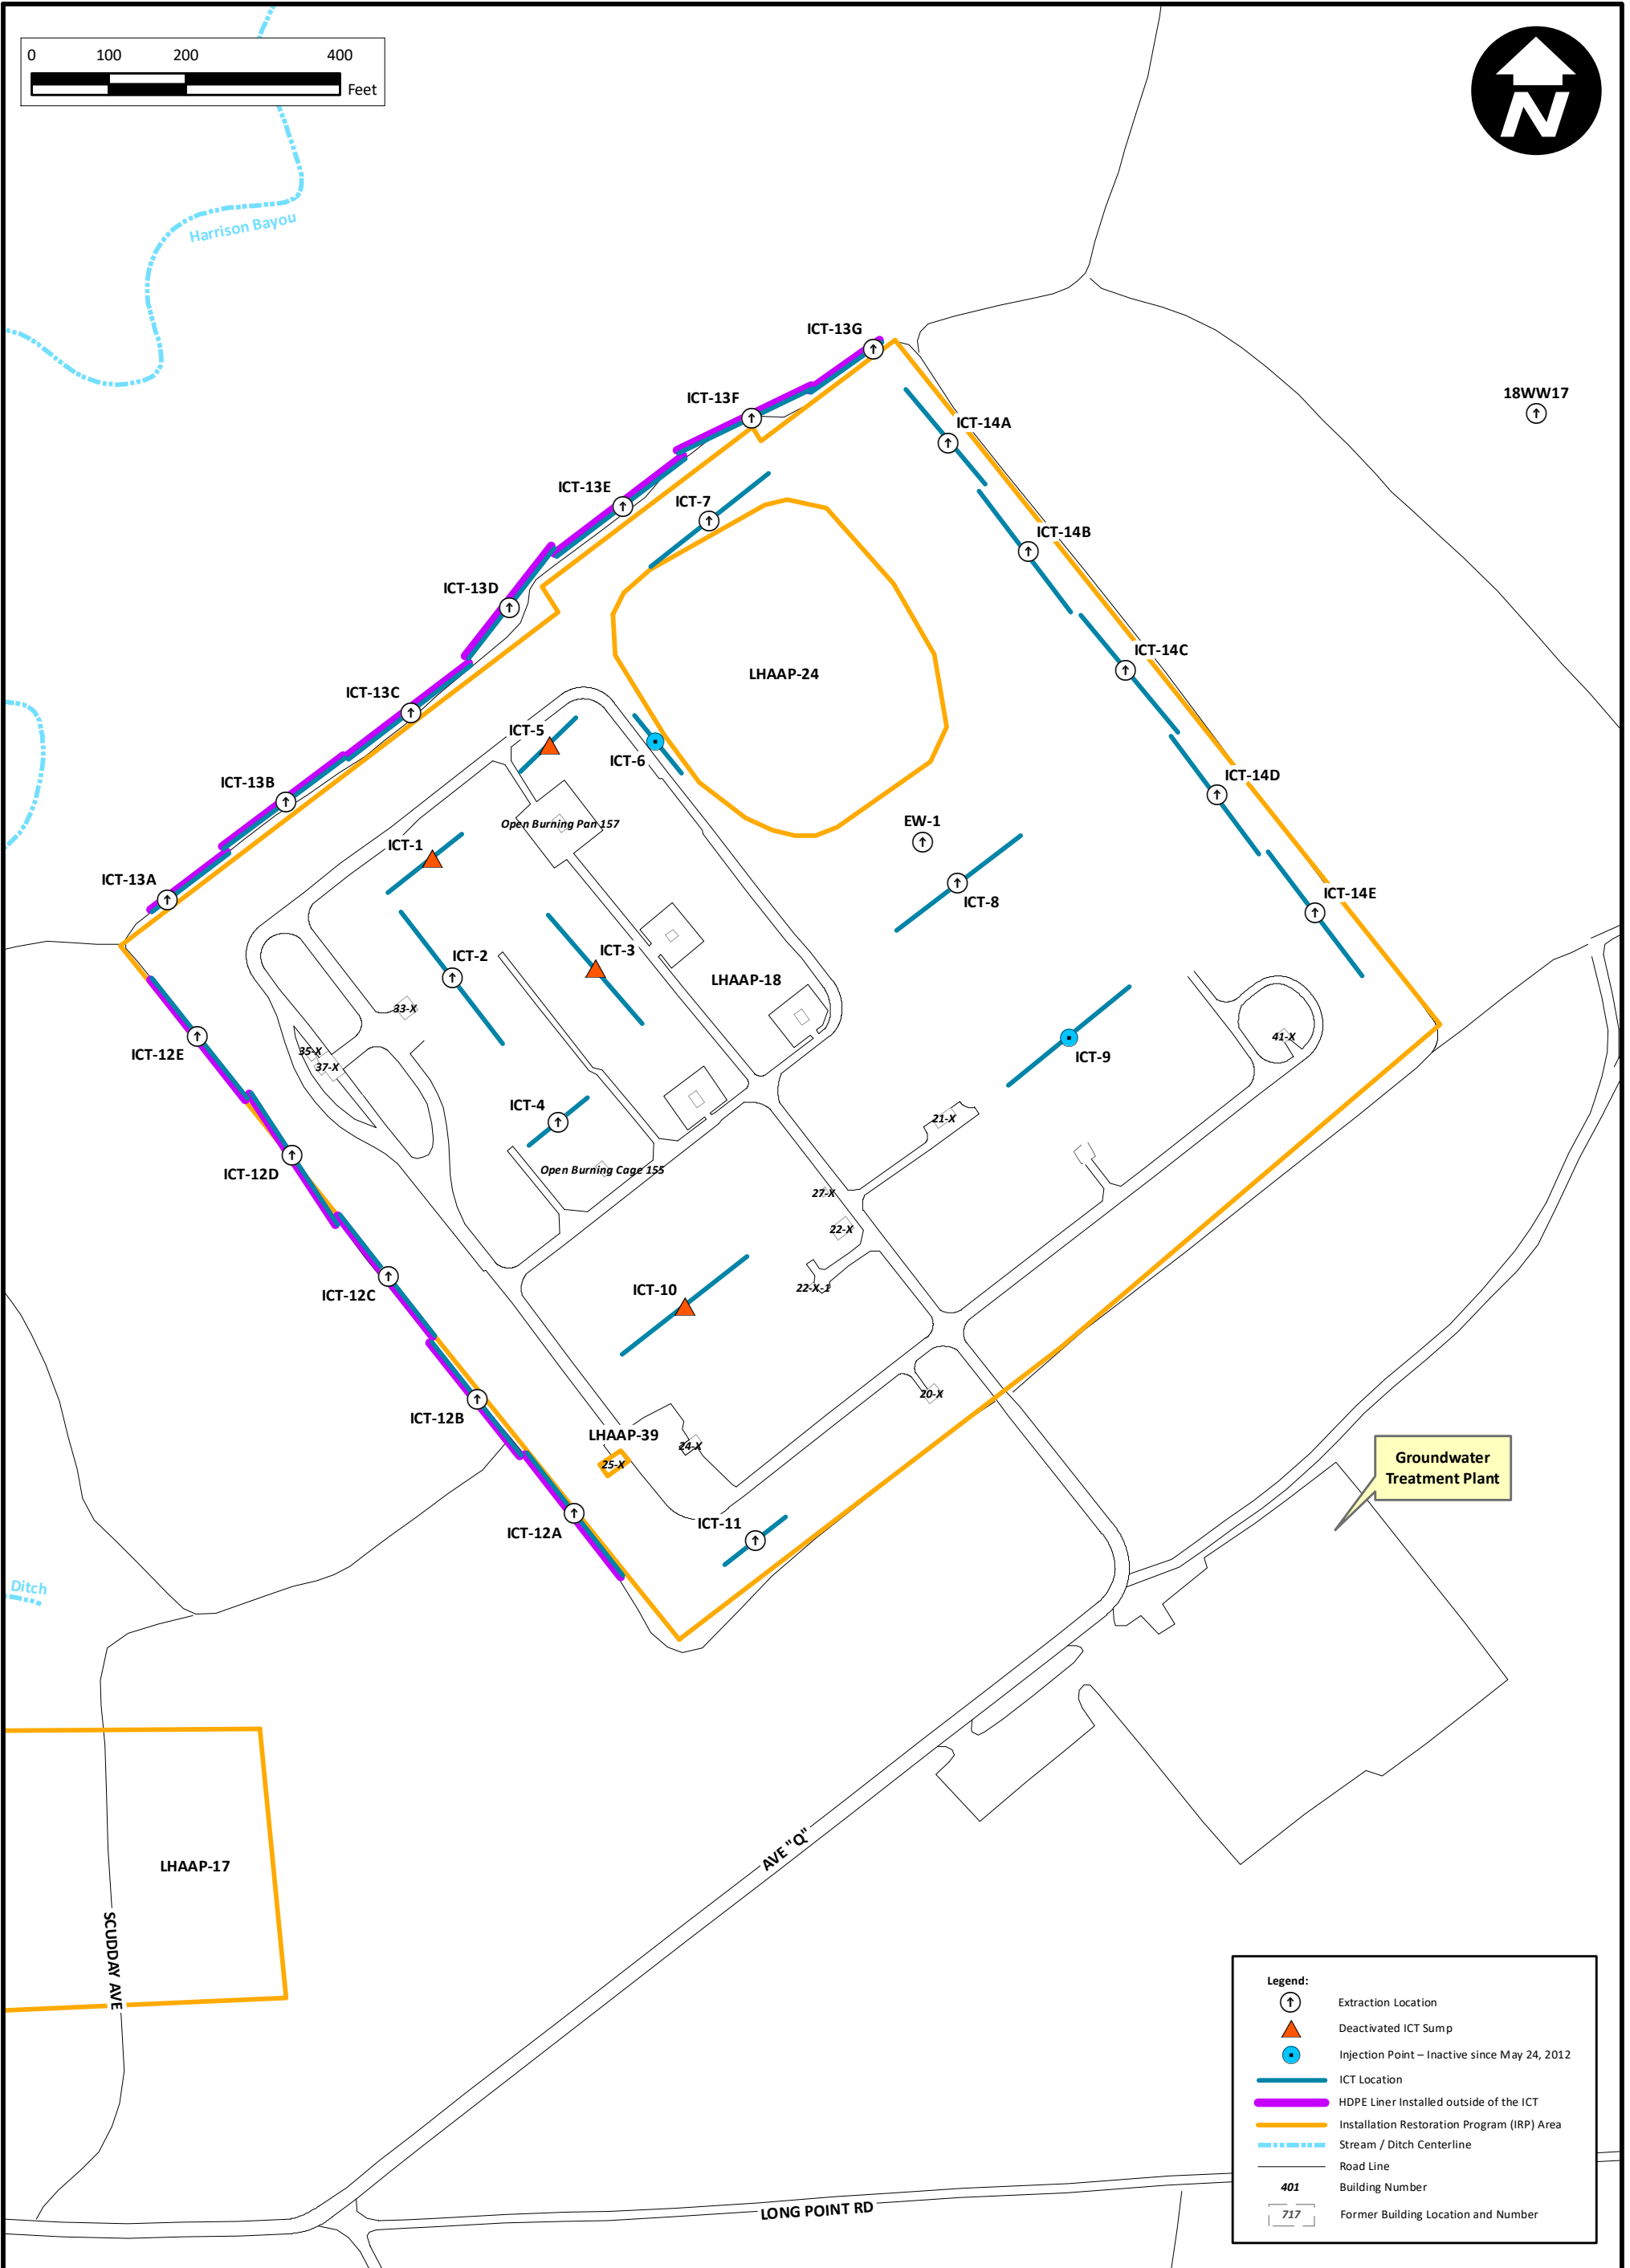 0 100 200 400
Feet
N
Harrison Bayou
ICT-13G
ICT-13F
18WW17
ICT-14A
ICT-13E
ICT-7
ICT-14B
ICT-13D
ICT-14C
LHAAP-24
ICT-13C
ICT-5
ICT-6
ICT-14D
ICT-13B
EW-1
Open Burning Pan 157
ICT-1
ICT-13A
ICT-14E
ICT-8
ICT-2
ICT-3
LHAAP-18
33-X
41-X
ICT-12E
35-X
37-X
ICT-9
ICT-4
21-X
ICT-12D
Open Burning Cage 155
27-X
22-X
22-X-1
ICT-12C
ICT-10
20-X
ICT-12B
LHAAP-39
24-X
25-X
Groundwater
Treatment Plant
ICT-12A
ICT-11
Ditch
AVE "Q"
LHAAP-17
SCUDDAY AVE
LONG POINT RD
Legend:
Extraction Location
Deactivated ICT Sump
Injection Point – Inactive since May 24, 2012
ICT Location
HDPE Liner Installed outside of the ICT
Installation Restoration Program (IRP) Area
Stream / Ditch Centerline
Road Line
401 Building Number
717 Former Building Location and Number